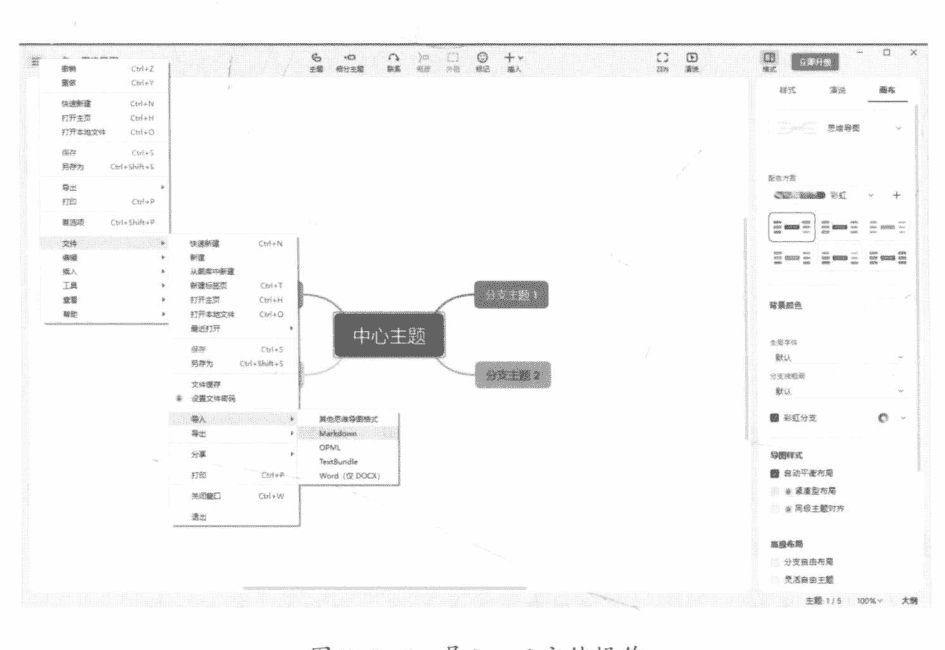 主题
细分主题
联系
概要
外框
标记
插入
ZEN
演说
格式
立即升级
撤销 Ctrl+Z
重做 Ctrl+Y
快速新建 Ctrl+N
打开主页 Ctrl+H
打开本地文件 Ctrl+O
保存 Ctrl+S
另存为 Ctrl+Shift+S
导出
打印 Ctrl+P
首选项 Ctrl+Shift+P
文件
编辑
插入
工具
查看
帮助
快速新建 Ctrl+N
新建
从图库中新建
新建标签页 Ctrl+T
打开主页 Ctrl+H
打开本地文件 Ctrl+O
最近打开
保存 Ctrl+S
另存为 Ctrl+Shift+S
文件缓存
设置文件密码
导入
导出
分享
打印 Ctrl+P
关闭窗口 Ctrl+W
退出
其他思维导图格式
Markdown
OPML
TextBundle
Word（仅 DOCX）
中心主题
分支主题 1
分支主题 2
样式 演说 画布
思维导图
配色方案
彩虹
背景颜色
全局字体
默认
分支线粗细
默认
彩虹分支
导图样式
自动平衡布局
紧凑型布局
同级主题对齐
高级布局
分支自由布局
灵活自由主题
主题: 1 / 5 100% 大纲